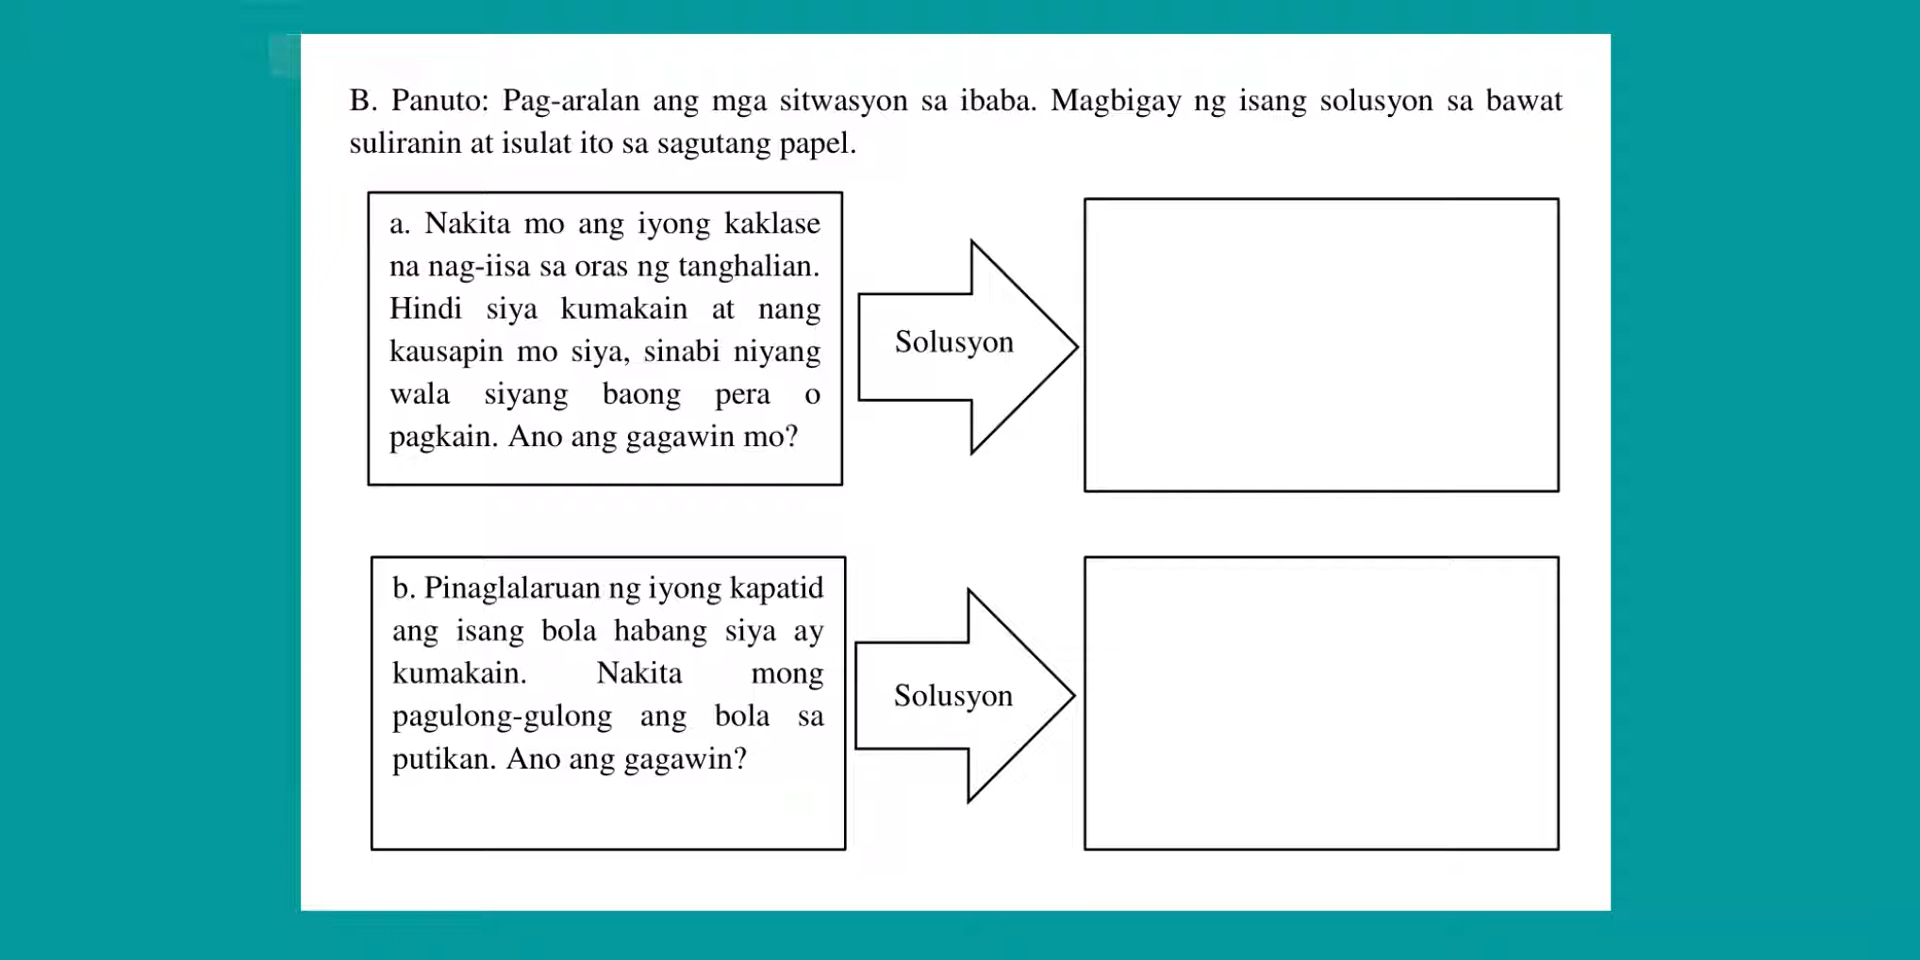 B. Panuto: Pag-aralan ang mga sitwasyon sa ibaba. Magbigay ng isang solusyon sa bawat
suliranin at isulat ito sa sagutang papel.
a. Nakita mo ang iyong kaklase
na nag-iisa sa oras ng tanghalian.
Hindi siya kumakain at nang
kausapin mo siya, sinabi niyang
wala siyang baong pera o
pagkain. Ano ang gagawin mo?
Solusyon
b. Pinaglalaruan ng iyong kapatid
ang isang bola habang siya ay
kumakain. Nakita mong
pagulong-gulong ang bola sa
putikan. Ano ang gagawin?
Solusyon